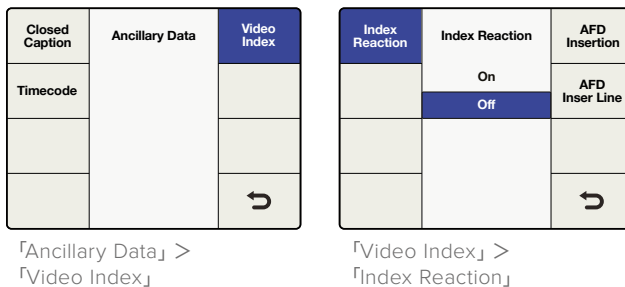 Closed
Caption
Ancillary Data
Video
Index
Timecode
「Ancillary Data」 >
「Video Index」
Index
Reaction
Index Reaction
AFD
Insertion
On
Off
AFD
Inser Line
「Video Index」 >
「Index Reaction」